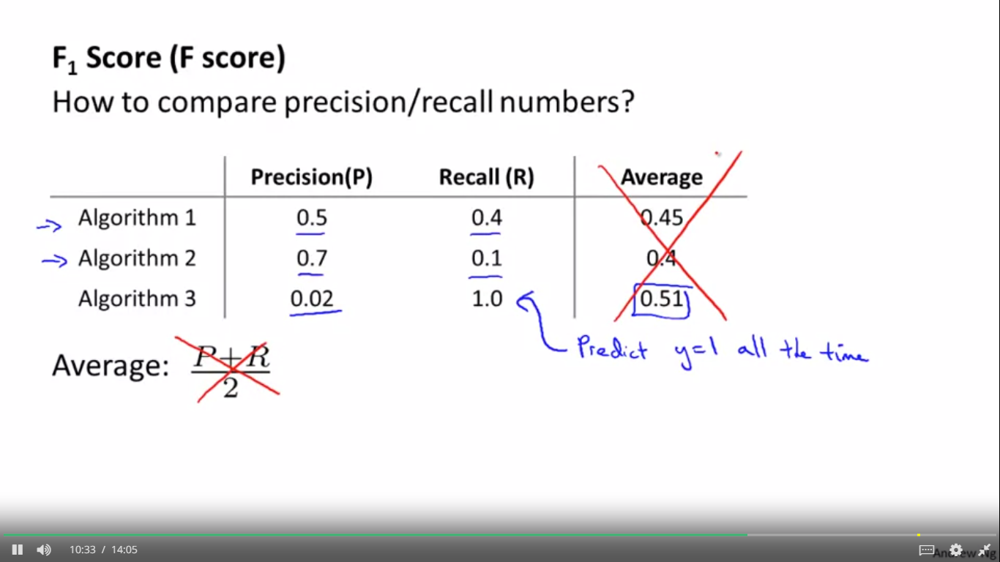 F₁ Score (F score)
How to compare precision/recall numbers?
Precision(P) Recall (R) Average
Algorithm 1 0.5 0.4 0.45
Algorithm 2 0.7 0.1 0.4
Algorithm 3 0.02 1.0 0.51
Predict y=1 all the time
Average: P+R
2
10:33 / 14:05
Andrew Ng